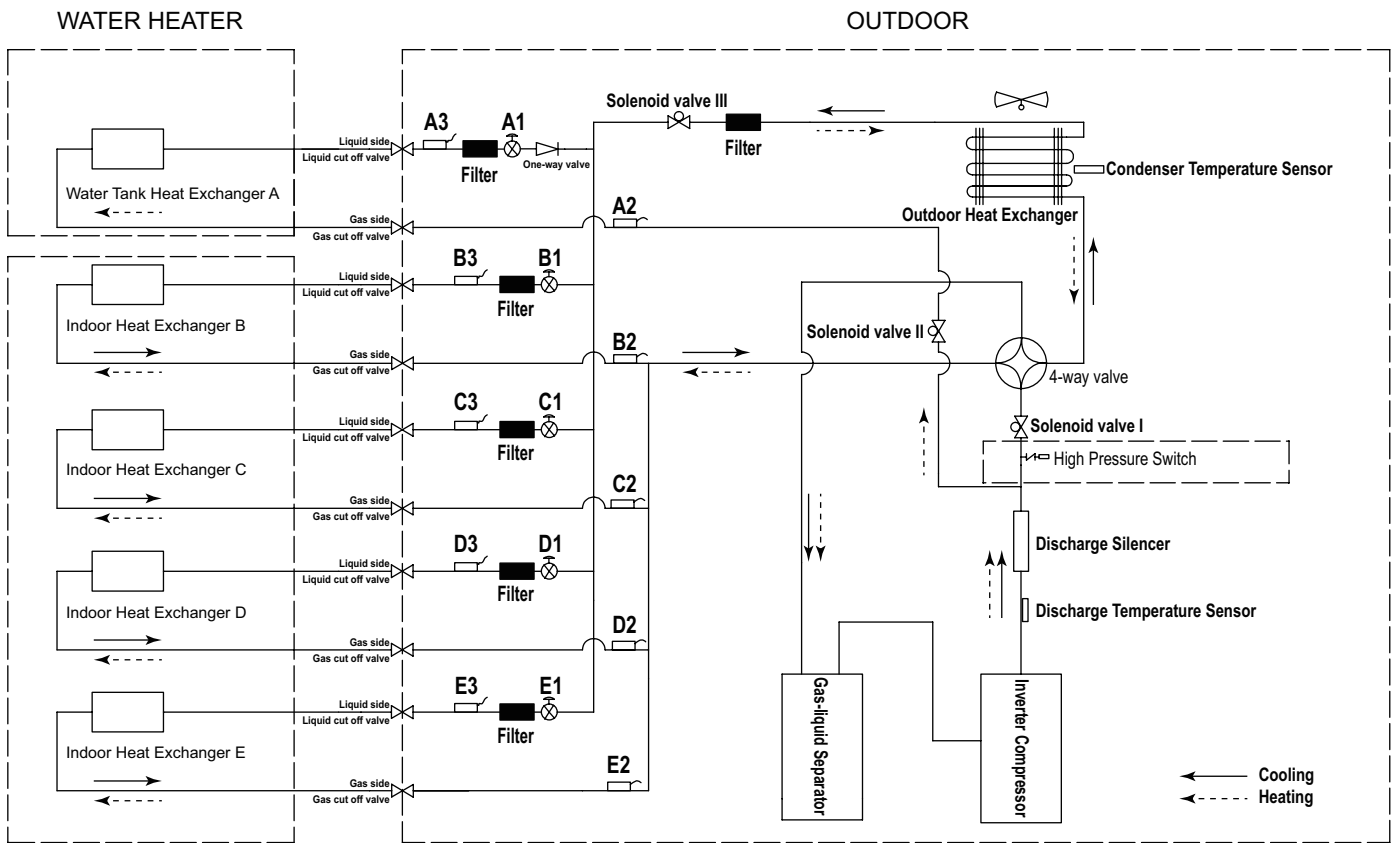 WATER HEATER
OUTDOOR
Solenoid valve III
Filter
A3
A1
Liquid side
Liquid cut off valve
One-way valve
Filter
Water Tank Heat Exchanger A
Condenser Temperature Sensor
Outdoor Heat Exchanger
A2
Gas side
Gas cut off valve
B3
B1
Liquid side
Liquid cut off valve
Filter
Indoor Heat Exchanger B
Solenoid valve II
B2
Gas side
Gas cut off valve
4-way valve
C3
C1
Liquid side
Liquid cut off valve
Filter
Solenoid valve I
High Pressure Switch
Indoor Heat Exchanger C
C2
Gas side
Gas cut off valve
D3
D1
Liquid side
Liquid cut off valve
Filter
Discharge Silencer
Indoor Heat Exchanger D
Discharge Temperature Sensor
D2
Gas side
Gas cut off valve
E3
E1
Liquid side
Liquid cut off valve
Filter
Gas-liquid Separator
Inverter Compressor
Indoor Heat Exchanger E
E2
Gas side
Gas cut off valve
Cooling
Heating